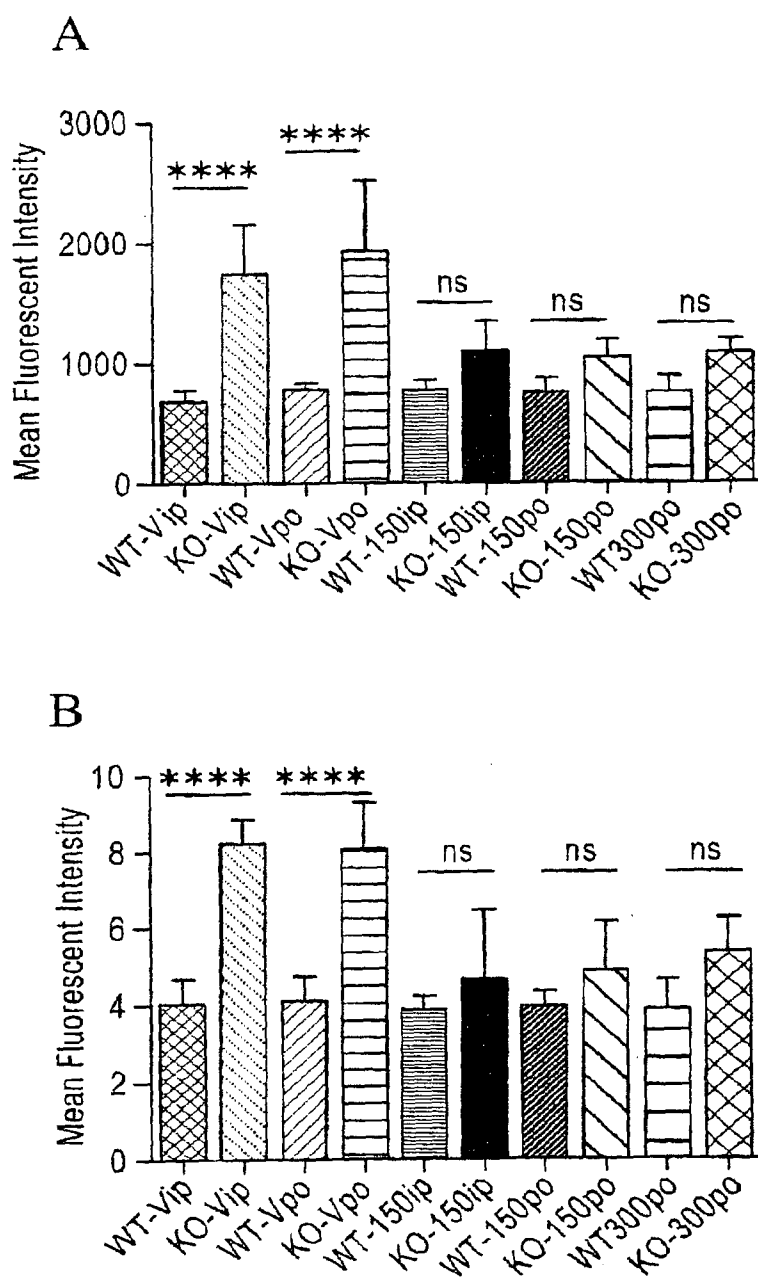 A
Mean Fluorescent Intensity
3000
2000
1000
0
****
****
ns
ns
ns
WT-Vip
KO-Vip
WT-Vpo
KO-Vpo
WT-150ip
KO-150ip
WT-150po
KO-150po
WT300po
KO-300po
B
Mean Fluorescent Intensity
10
8
6
4
2
0
****
****
ns
ns
ns
WT-Vip
KO-Vip
WT-Vpo
KO-Vpo
WT-150ip
KO-150ip
WT-150po
KO-150po
WT300po
KO-300po